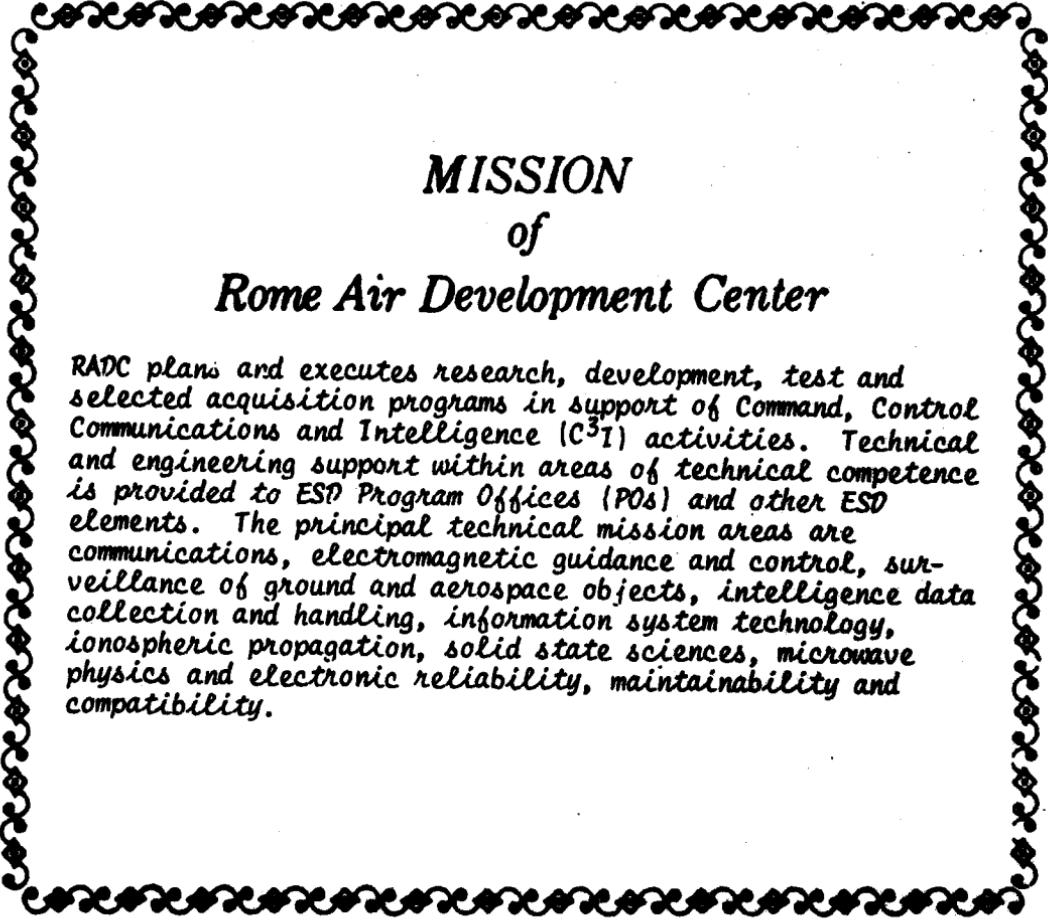 MISSION
of
Rome Air Development Center
RADC plans and executes research, development, test and
selected acquisition programs in support of Command, Control
Communications and Intelligence (C³I) activities. Technical
and engineering support within areas of technical competence
is provided to ESD Program Offices (POs) and other ESD
elements. The principal technical mission areas are
communications, electromagnetic guidance and control, sur-
veillance of ground and aerospace objects, intelligence data
collection and handling, information system technology,
ionospheric propagation, solid state sciences, microwave
physics and electronic reliability, maintainability and
compatibility.